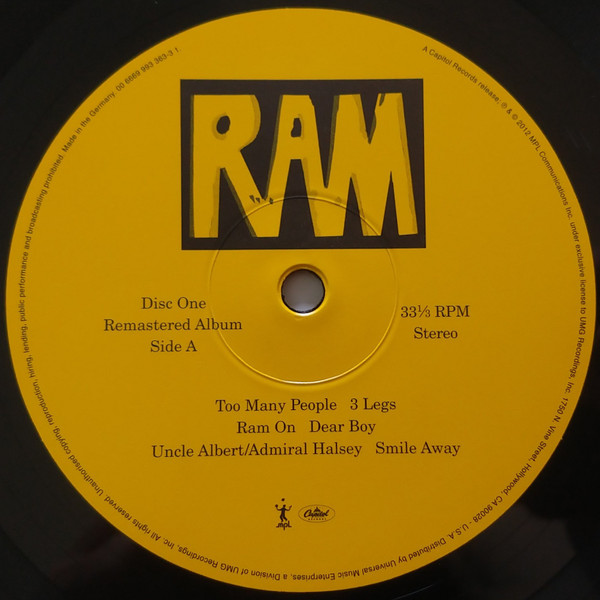 RAM
Disc One
Remastered Album
Side A
33⅓ RPM
Stereo
Too Many People 3 Legs
Ram On Dear Boy
Uncle Albert/Admiral Halsey Smile Away
mpl
Capitol
RECORDS
A Capitol Records release, ℗ & © 2012 MPL Communications Inc. under exclusive license to UMG Recordings, Inc. 1750 N. Vine Street, Hollywood, CA 90028 - U.S.A. Distributed by Universal Music Enterprises, a Division of UMG Recordings, Inc. All rights reserved. Unauthorised copying, reproduction, hiring, lending, public performance and broadcasting prohibited. Made in the Germany. 00 8669 993 363-3 1.